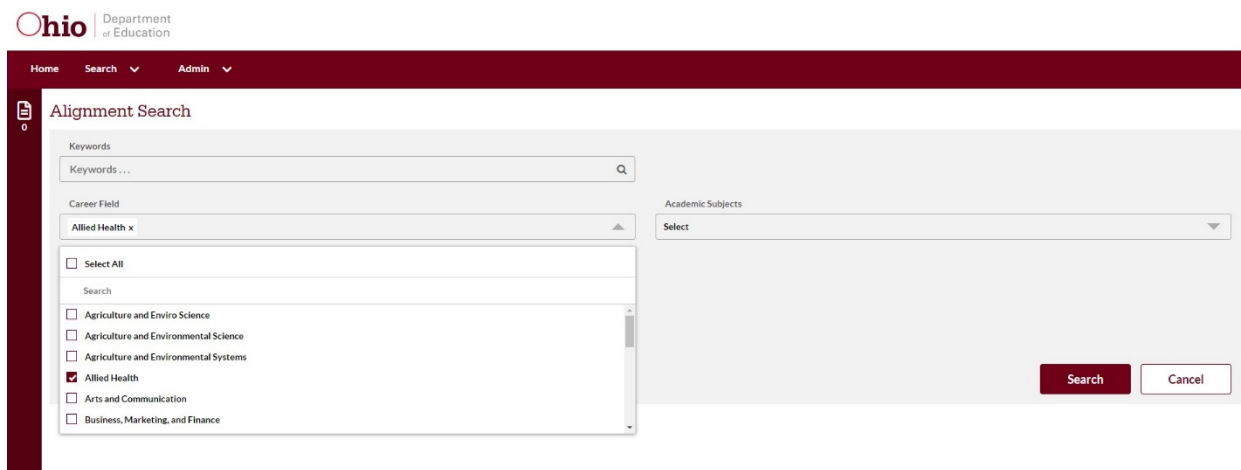 Ohio Department
of Education
Home Search Admin
0
Alignment Search
Keywords
Keywords . . .
Career Field Academic Subjects
Allied Health x Select
Select All
Search
Agriculture and Enviro Science
Agriculture and Environmental Science
Agriculture and Environmental Systems
Allied Health
Arts and Communication
Business, Marketing, and Finance
Search Cancel